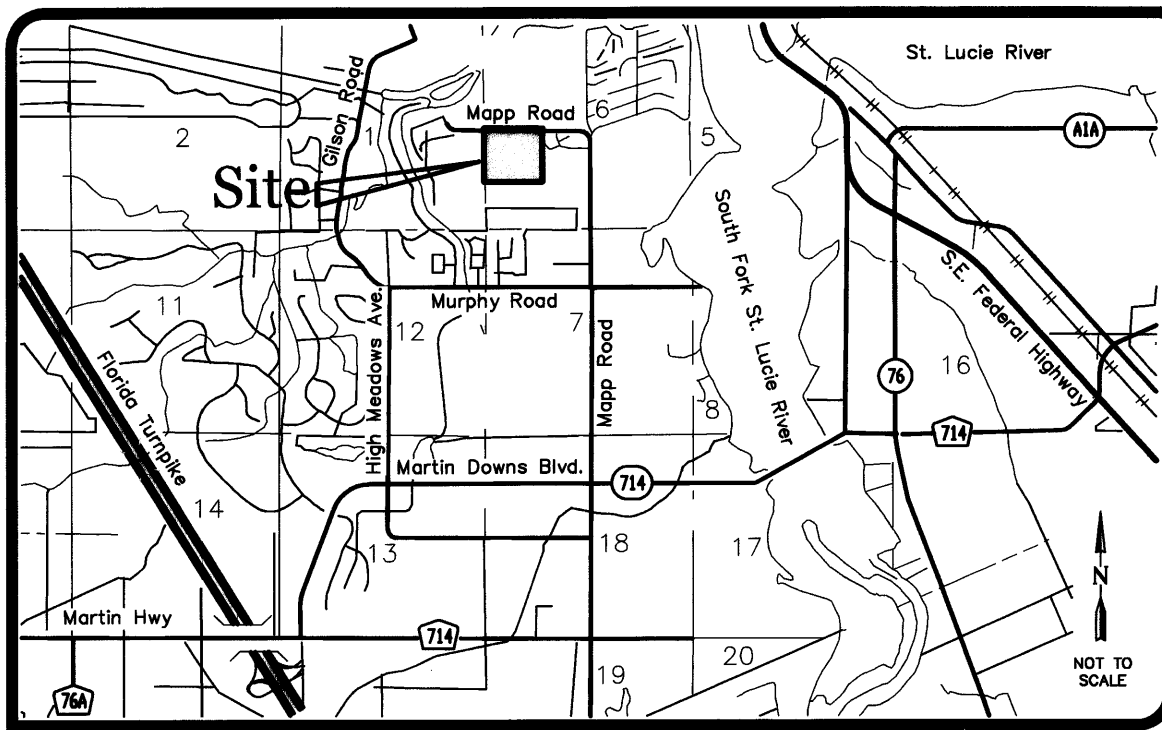 17
St. Lucie River
Gilson Road
6
Mapp Road
A1A
2
1
5
Site
South Fork St. Lucie River
S.E. Federal Highway
11
Murphy Road
High Meadows Ave.
12
7
Mapp Road
Florida Turnpike
76
16
8
714
Martin Downs Blvd.
714
14
13
18
17
N
Martin Hwy
714
20
NOT TO
SCALE
76A
19